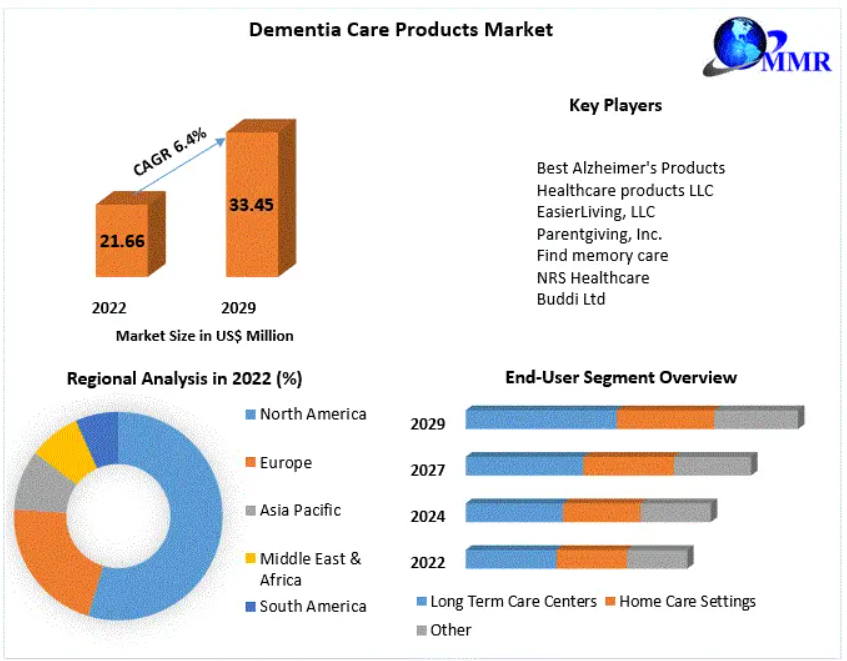 Dementia Care Products Market
MMR
CAGR 6.4%
21.66
33.45
2022
2029
Market Size in US$ Million
Key Players
Best Alzheimer's Products
Healthcare products LLC
EasierLiving, LLC
Parentgiving, Inc.
Find memory care
NRS Healthcare
Buddi Ltd
Regional Analysis in 2022 (%)
North America
Europe
Asia Pacific
Middle East &
Africa
South America
End-User Segment Overview
2029
2027
2024
2022
Long Term Care Centers
Home Care Settings
Other